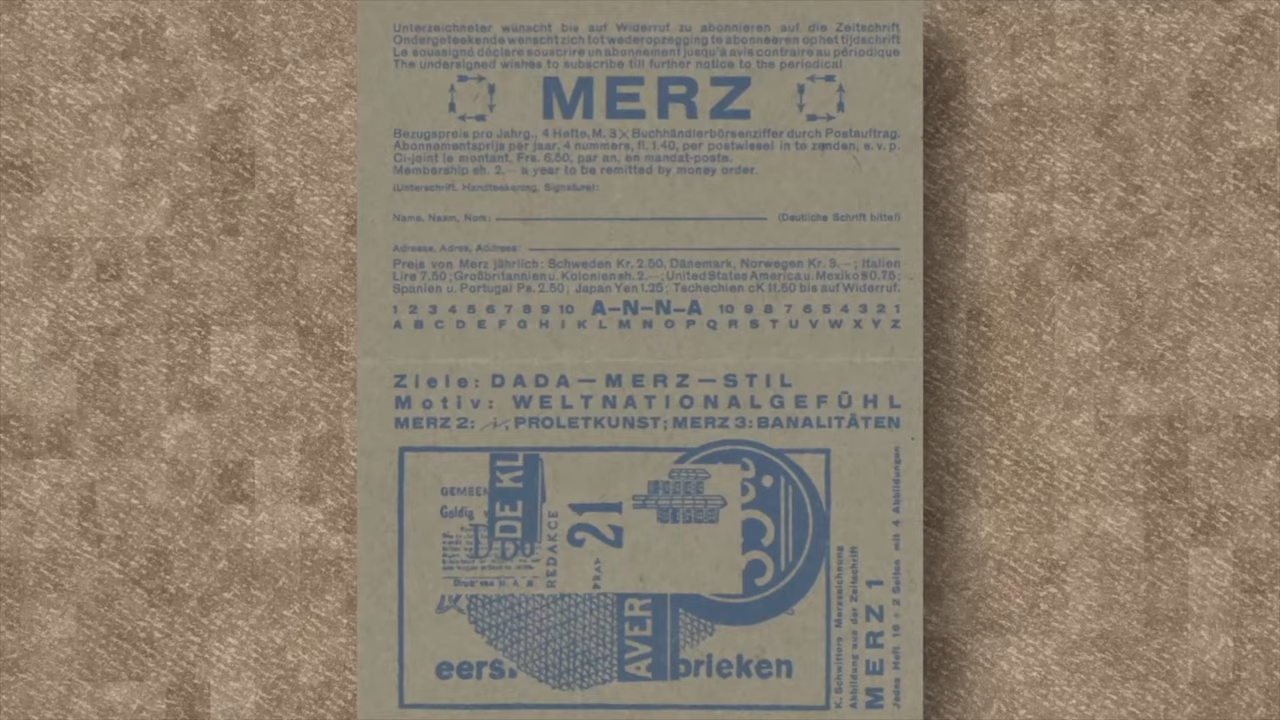 Unterzeichneter wünscht bis auf Widerruf zu abonnieren auf die Zeitschrift
Ondergeteekende wenscht zich tot wederopzegging te abonneeren op het tijdschrift
Le soussigné déclare souscrire un abonnement jusqu'à avis contraire au périodique
The undersigned wishes to subscribe till further notice to the periodical
MERZ
Bezugspreis pro Jahrg., 4 Hefte, M. 3 × Buchhändlerbörsenziffer durch Postauftrag.
Abonnementsprijs per jaar, 4 nummers, fl. 1.40, per postwissel in te zenden, s. v. p.
Ci-joint le montant, Frs. 6,50, par an, en mandat-poste.
Membership sh. 2.— a year to be remitted by money order.
(Unterschrift, Handteekening, Signature):
Name, Naam, Nom:
(Deutliche Schrift bitte!)
Adresse, Adres, Address:
Preis von Merz jährlich: Schweden Kr. 2.50, Dänemark, Norwegen Kr. 3.—; Italien
Lire 7.50; Großbritannien u. Kolonien sh. 2.—; United States America u. Mexiko $ 0.75;
Spanien u. Portugal Ps. 2.50; Japan Yen 1.25; Tschechien cK 11.50 bis auf Widerruf.
1 2 3 4 5 6 7 8 9 10 A–N–N–A 10 9 8 7 6 5 4 3 2 1
A B C D E F G H I K L M N O P Q R S T U V W X Y Z
Ziele: DADA — MERZ — STIL
Motiv: WELTNATIONALGEFÜHL
MERZ 2: i, PROLETKUNST; MERZ 3: BANALITÄTEN
GEMEEN
Geldig
DE KL
REDAKCE
21
AVER
eers
brieken
K. Schwitters Merzzeichnung
Abbildung aus der Zeitschrift
MERZ 1
Jedes Heft 16 + 2 Seiten mit 4 Abbildungen